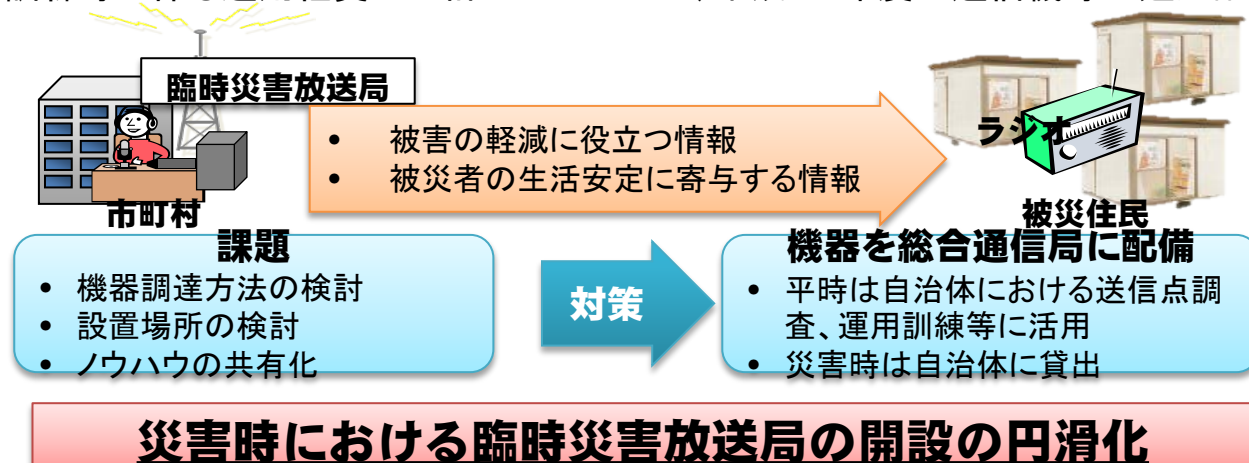 臨時災害放送局
• 被害の軽減に役立つ情報
• 被災者の生活安定に寄与する情報
ラジオ
市町村
被災住民
課題
• 機器調達方法の検討
• 設置場所の検討
• ノウハウの共有化
対策
機器を総合通信局に配備
• 平時は自治体における送信点調
査、運用訓練等に活用
• 災害時は自治体に貸出
災害時における臨時災害放送局の開設の円滑化